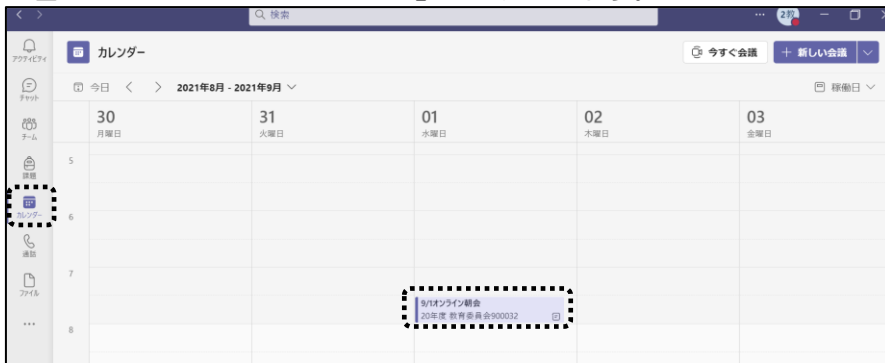 検索
2教
アクティビティ
カレンダー
今すぐ会議
+ 新しい会議
チャット
今日
2021年8月 - 2021年9月
稼働日
チーム
30
月曜日
31
火曜日
01
水曜日
02
木曜日
03
金曜日
課題
5
カレンダー
6
通話
7
ファイル
9/1オンライン朝会
20年度 教育委員会900032
...
8